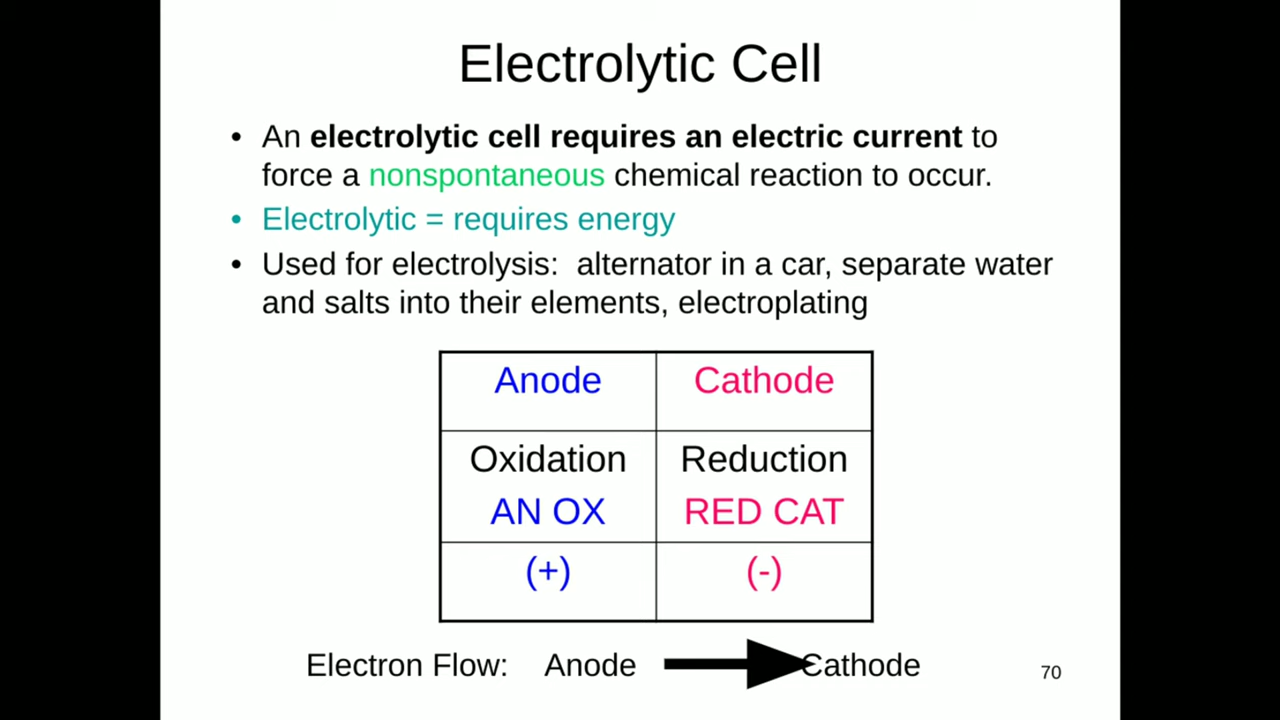 Electrolytic Cell
• An electrolytic cell requires an electric current to
force a nonspontaneous chemical reaction to occur.
• Electrolytic = requires energy
• Used for electrolysis: alternator in a car, separate water
and salts into their elements, electroplating
Anode Cathode
Oxidation Reduction
AN OX RED CAT
(+) (-)
Electron Flow: Anode Cathode
70